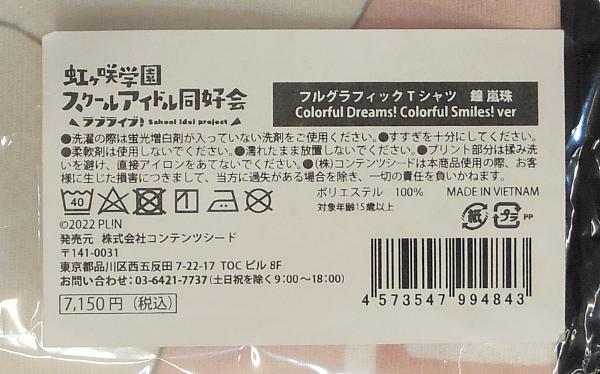 虹ヶ咲学園
スクールアイドル同好会
ラブライブ! School idol project
フルグラフィックTシャツ 鐘 嵐珠
Colorful Dreams! Colorful Smiles! ver
●洗濯の際は蛍光増白剤が入っていない洗剤をご使用ください。●すすぎを十分にしてください。
●柔軟剤は使用しないでください。●濡れたまま放置しないでください。●プリント部分は揉み洗
いを避け、直接アイロンをあてないでください。●(株)コンテンツシードは本商品使用の際、お客
様に生じた損害につきまして、当方に過失がある場合を除き、一切の責任を負いかねます。
40
ポリエステル 100% MADE IN VIETNAM
対象年齢15歳以上
©2022 PL!N
紙 プラ PP
発売元 株式会社コンテンツシード
〒141-0031
東京都品川区西五反田 7-22-17 TOC ビル 8F
お問い合わせ：03-6421-7737(土日祝を除く9:00〜18:00)
7,150円（税込）
4 573547 994843